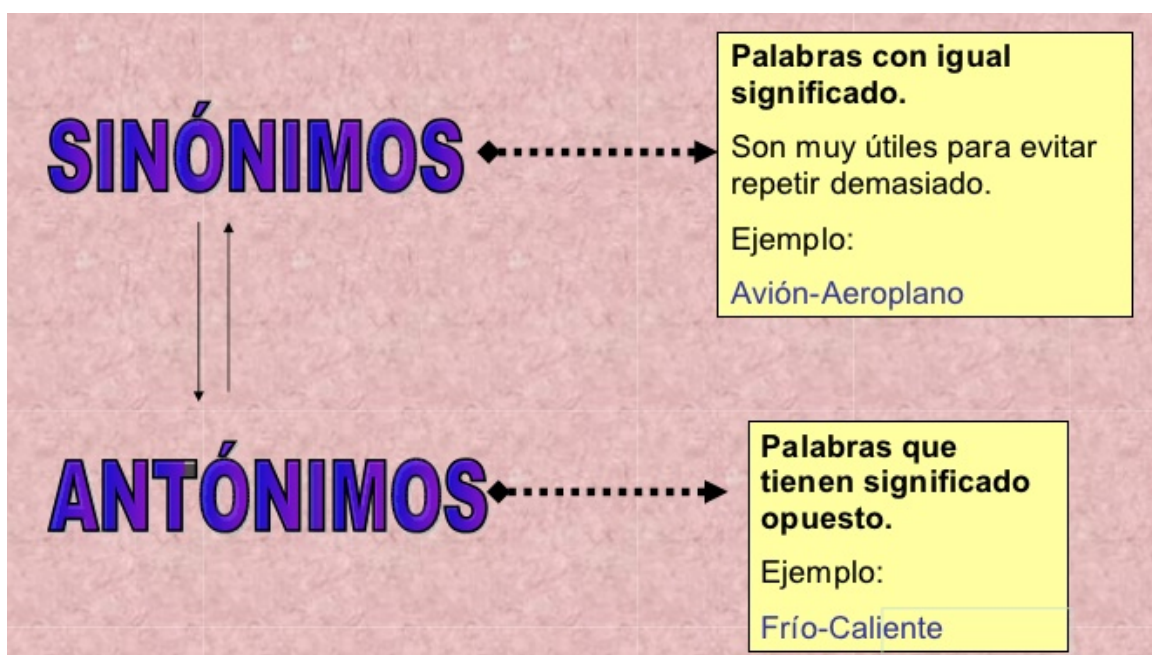 SINÓNIMOS
Palabras con igual
significado.
Son muy útiles para evitar
repetir demasiado.
Ejemplo:
Avión-Aeroplano
ANTÓNIMOS
Palabras que
tienen significado
opuesto.
Ejemplo:
Frío-Caliente